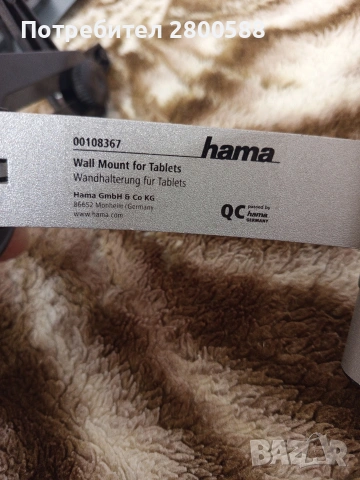 Потребител 2800588
00108367
hama
Wall Mount for Tablets
Wandhalterung für Tablets
Hama GmbH & Co KG
86652 Monheim/Germany
www.hama.com
QC passed by hama GERMANY
BAZAR